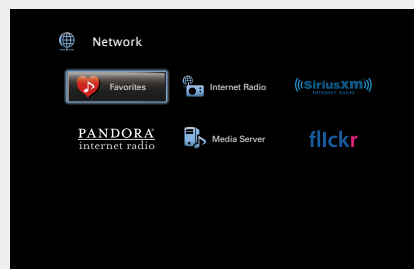 Network
Favorites
Internet Radio
((SiriusXM))
INTERNET RADIO
PANDORA
internet radio
Media Server
flickr